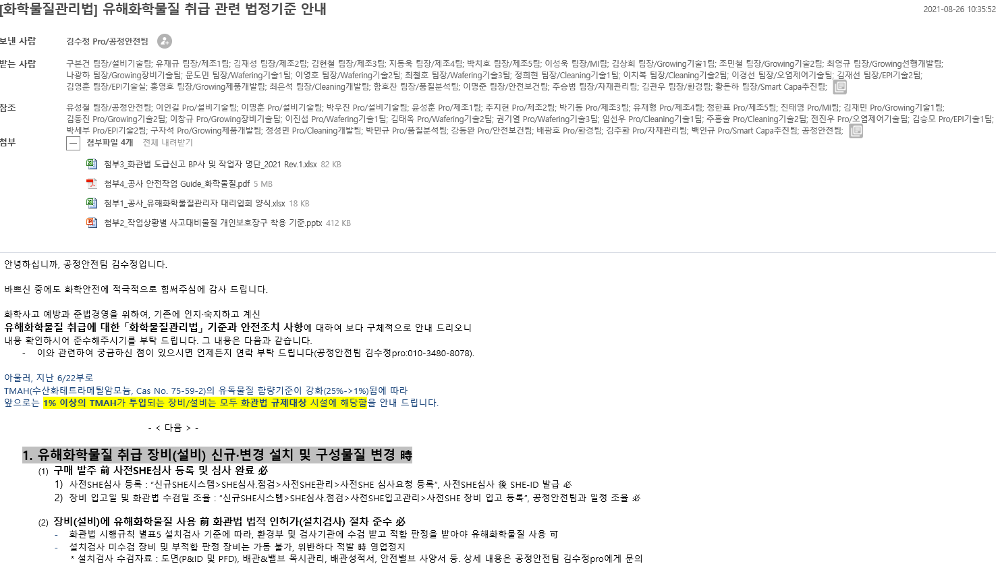 [화학물질관리법] 유해화학물질 취급 관련 법정기준 안내
2021-08-26 10:35:52
보낸 사람 김수정 Pro/공정안전팀
받는 사람 구본건 팀장/설비기술팀; 유재규 팀장/제조1팀; 김재성 팀장/제조2팀; 김현철 팀장/제조3팀; 지동욱 팀장/제조4팀; 박치호 팀장/제조5팀; 이성욱 팀장/MI팀; 김상희 팀장/Growing기술1팀; 조민철 팀장/Growing기술2팀; 최영규 팀장/Growing선행개발팀;
나광하 팀장/Growing장비기술팀; 문도민 팀장/Wafering기술1팀; 이영호 팀장/Wafering기술2팀; 최철호 팀장/Wafering기술3팀; 정희현 팀장/Cleaning기술1팀; 이지복 팀장/Cleaning기술2팀; 이경선 팀장/오염제어기술팀; 김재선 팀장/EPI기술2팀;
김영훈 팀장/EPI기술실; 홍영호 팀장/Growing제품개발팀; 최은석 팀장/Cleaning개발팀; 함호찬 팀장/품질분석팀; 이명준 팀장/안전보건팀; 주승범 팀장/자재관리팀; 김관우 팀장/환경팀; 황돈하 팀장/Smart Capa추진팀;
참조 유성철 팀장/공정안전팀; 이인길 Pro/설비기술팀; 이명훈 Pro/설비기술팀; 박우진 Pro/설비기술팀; 윤성훈 Pro/제조1팀; 추지현 Pro/제조2팀; 박기동 Pro/제조3팀; 유재형 Pro/제조4팀; 정한표 Pro/제조5팀; 진태영 Pro/MI팀; 김재민 Pro/Growing기술1팀;
김동진 Pro/Growing기술2팀; 이창규 Pro/Growing장비기술팀; 이진섭 Pro/Wafering기술1팀; 김태옥 Pro/Wafering기술2팀; 권기열 Pro/Wafering기술3팀; 임선우 Pro/Cleaning기술1팀; 주흥술 Pro/Cleaning기술2팀; 전진우 Pro/오염제어기술팀; 김승모 Pro/EPI기술1팀;
박세부 Pro/EPI기술2팀; 구자석 Pro/Growing제품개발팀; 정성민 Pro/Cleaning개발팀; 박민규 Pro/품질분석팀; 강동완 Pro/안전보건팀; 배광호 Pro/환경팀; 김주환 Pro/자재관리팀; 백인규 Pro/Smart Capa추진팀; 공정안전팀;
첨부 첨부파일 4개 전체 내려받기
첨부3_화관법 도급신고 BP사 및 작업자 명단_2021 Rev.1.xlsx 82 KB
첨부4_공사 안전작업 Guide_화학물질.pdf 5 MB
첨부1_공사_유해화학물질관리자 대리입회 양식.xlsx 18 KB
첨부2_작업상황별 사고대비물질 개인보호장구 착용 기준.pptx 412 KB
안녕하십니까, 공정안전팀 김수정입니다.
바쁘신 중에도 화학안전에 적극적으로 힘써주심에 감사 드립니다.
화학사고 예방과 준법경영을 위하여, 기존에 인지·숙지하고 계신
유해화학물질 취급에 대한 「화학물질관리법」 기준과 안전조치 사항에 대하여 보다 구체적으로 안내 드리오니
내용 확인하시어 준수해주시기를 부탁 드립니다. 그 내용은 다음과 같습니다.
- 이와 관련하여 궁금하신 점이 있으시면 언제든지 연락 부탁 드립니다(공정안전팀 김수정pro:010-3480-8078).
아울러, 지난 6/22부로
TMAH(수산화테트라메틸암모늄, Cas No. 75-59-2)의 유독물질 함량기준이 강화(25%->1%)됨에 따라
앞으로는 1% 이상의 TMAH가 투입되는 장비/설비는 모두 화관법 규제대상 시설에 해당함을 안내 드립니다.
- < 다음 > -
1. 유해화학물질 취급 장비(설비) 신규·변경 설치 및 구성물질 변경 時
(1) 구매 발주 前 사전SHE심사 등록 및 심사 완료 必
1) 사전SHE심사 등록 : “신규SHE시스템>SHE심사.점검>사전SHE관리>사전SHE 심사요청 등록”, 사전SHE심사 後 SHE-ID 발급 必
2) 장비 입고일 및 화관법 수검일 조율 : “신규SHE시스템>SHE심사.점검>사전SHE입고관리>사전SHE 장비 입고 등록”, 공정안전팀과 일정 조율 必
(2) 장비(설비)에 유해화학물질 사용 前 화관법 법적 인허가(설치검사) 절차 준수 必
- 화관법 시행규칙 별표5 설치검사 기준에 따라, 환경부 및 검사기관에 수검 받고 적합 판정을 받아야 유해화학물질 사용 可
- 설치검사 미수검 장비 및 부적합 판정 장비는 가동 불가, 위반하다 적발 時 영업정지
* 설치검사 수검자료 : 도면(P&ID 및 PFD), 배관&밸브 목시관리, 배관성적서, 안전밸브 사양서 등. 상세 내용은 공정안전팀 김수정pro에게 문의